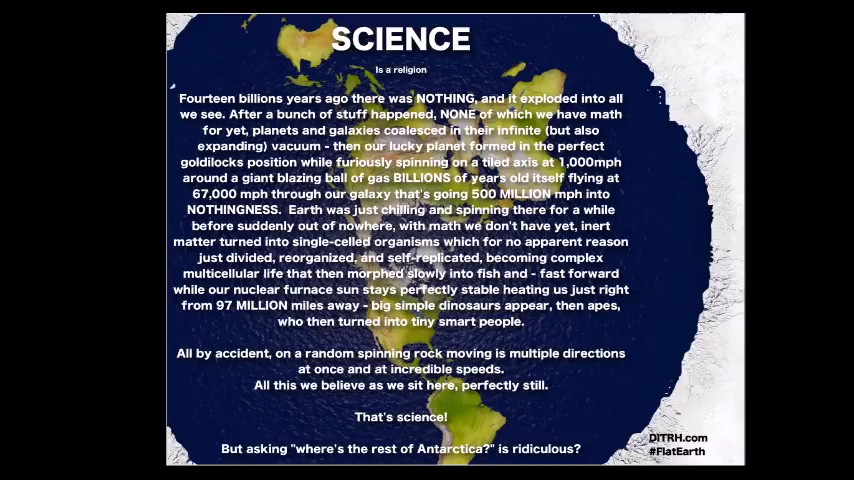 SCIENCE
Is a religion
Fourteen billions years ago there was NOTHING, and it exploded into all
we see. After a bunch of stuff happened, NONE of which we have math
for yet, planets and galaxies coalesced in their infinite (but also
expanding) vacuum - then our lucky planet formed in the perfect
goldilocks position while furiously spinning on a tiled axis at 1,000mph
around a giant blazing ball of gas BILLIONS of years old itself flying at
67,000 mph through our galaxy that's going 500 MILLION mph into
NOTHINGNESS. Earth was just chilling and spinning there for a while
before suddenly out of nowhere, with math we don't have yet, inert
matter turned into single-celled organisms which for no apparent reason
just divided, reorganized, and self-replicated, becoming complex
multicellular life that then morphed slowly into fish and - fast forward
while our nuclear furnace sun stays perfectly stable heating us just right
from 97 MILLION miles away - big simple dinosaurs appear, then apes,
who then turned into tiny smart people.
All by accident, on a random spinning rock moving is multiple directions
at once and at incredible speeds.
All this we believe as we sit here, perfectly still.
That's science!
But asking "where's the rest of Antarctica?" is ridiculous?
DITRH.com
#FlatEarth